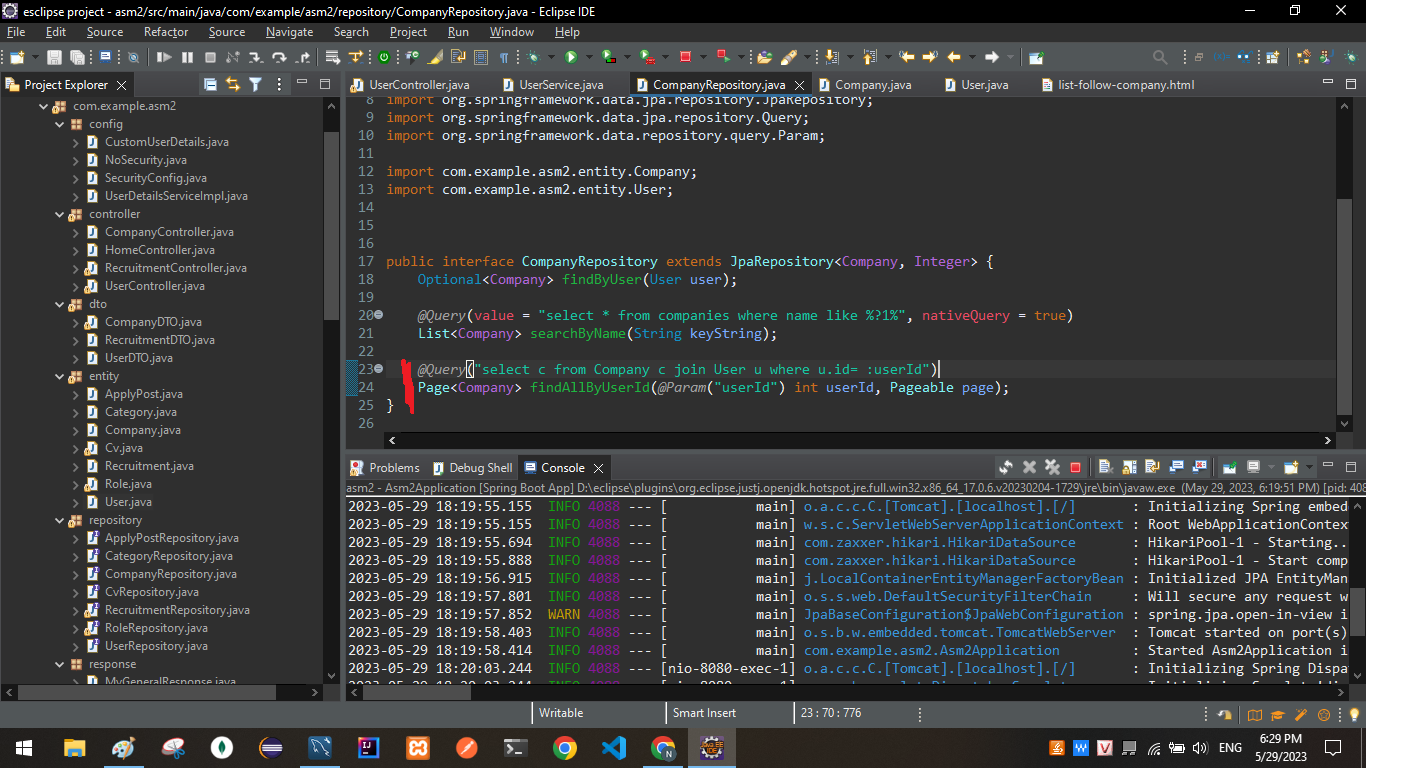 esclipse project - asm2/src/main/java/com/example/asm2/repository/CompanyRepository.java - Eclipse IDE
File Edit Source Refactor Source Navigate Search Project Run Window Help
Project Explorer
UserController.java UserService.java CompanyRepository.java Company.java User.java list-follow-company.html
com.example.asm2
config
CustomUserDetails.java
NoSecurity.java
SecurityConfig.java
UserDetailsServiceImpl.java
controller
CompanyController.java
HomeController.java
RecruitmentController.java
UserController.java
dto
CompanyDTO.java
RecruitmentDTO.java
UserDTO.java
entity
ApplyPost.java
Category.java
Company.java
Cv.java
Recruitment.java
Role.java
User.java
repository
ApplyPostRepository.java
CategoryRepository.java
CompanyRepository.java
CvRepository.java
RecruitmentRepository.java
RoleRepository.java
UserRepository.java
response
MyGeneralResponse.java
8 import org.springframework.data.jpa.repository.JpaRepository;
9 import org.springframework.data.jpa.repository.Query;
10 import org.springframework.data.repository.query.Param;
11
12 import com.example.asm2.entity.Company;
13 import com.example.asm2.entity.User;
14
15
16
17 public interface CompanyRepository extends JpaRepository<Company, Integer> {
18 Optional<Company> findByUser(User user);
19
20 @Query(value = "select * from companies where name like %?1%", nativeQuery = true)
21 List<Company> searchByName(String keyString);
22
23 @Query("select c from Company c join User u where u.id= :userId")
24 Page<Company> findAllByUserId(@Param("userId") int userId, Pageable page);
25 }
26
Problems Debug Shell Console
asm2 - Asm2Application [Spring Boot App] D:\eclipse\plugins\org.eclipse.justj.openjdk.hotspot.jre.full.win32.x86_64_17.0.6.v20230204-1729\jre\bin\javaw.exe (May 29, 2023, 6:19:51 PM) [pid: 408
2023-05-29 18:19:55.155 INFO 4088 --- [ main] o.a.c.c.C.[Tomcat].[localhost].[/] : Initializing Spring embed
2023-05-29 18:19:55.155 INFO 4088 --- [ main] w.s.c.ServletWebServerApplicationContext : Root WebApplicationContex
2023-05-29 18:19:55.694 INFO 4088 --- [ main] com.zaxxer.hikari.HikariDataSource : HikariPool-1 - Starting..
2023-05-29 18:19:55.888 INFO 4088 --- [ main] com.zaxxer.hikari.HikariDataSource : HikariPool-1 - Start comp
2023-05-29 18:19:56.915 INFO 4088 --- [ main] j.LocalContainerEntityManagerFactoryBean : Initialized JPA EntityMan
2023-05-29 18:19:57.801 INFO 4088 --- [ main] o.s.s.web.DefaultSecurityFilterChain : Will secure any request w
2023-05-29 18:19:57.852 WARN 4088 --- [ main] JpaBaseConfiguration$JpaWebConfiguration : spring.jpa.open-in-view i
2023-05-29 18:19:58.403 INFO 4088 --- [ main] o.s.b.w.embedded.tomcat.TomcatWebServer : Tomcat started on port(s)
2023-05-29 18:19:58.414 INFO 4088 --- [ main] com.example.asm2.Asm2Application : Started Asm2Application i
2023-05-29 18:20:03.244 INFO 4088 --- [nio-8080-exec-1] o.a.c.c.C.[Tomcat].[localhost].[/] : Initializing Spring Dispa
Writable Smart Insert 23 : 70 : 776
ENG
6:29 PM
5/29/2023